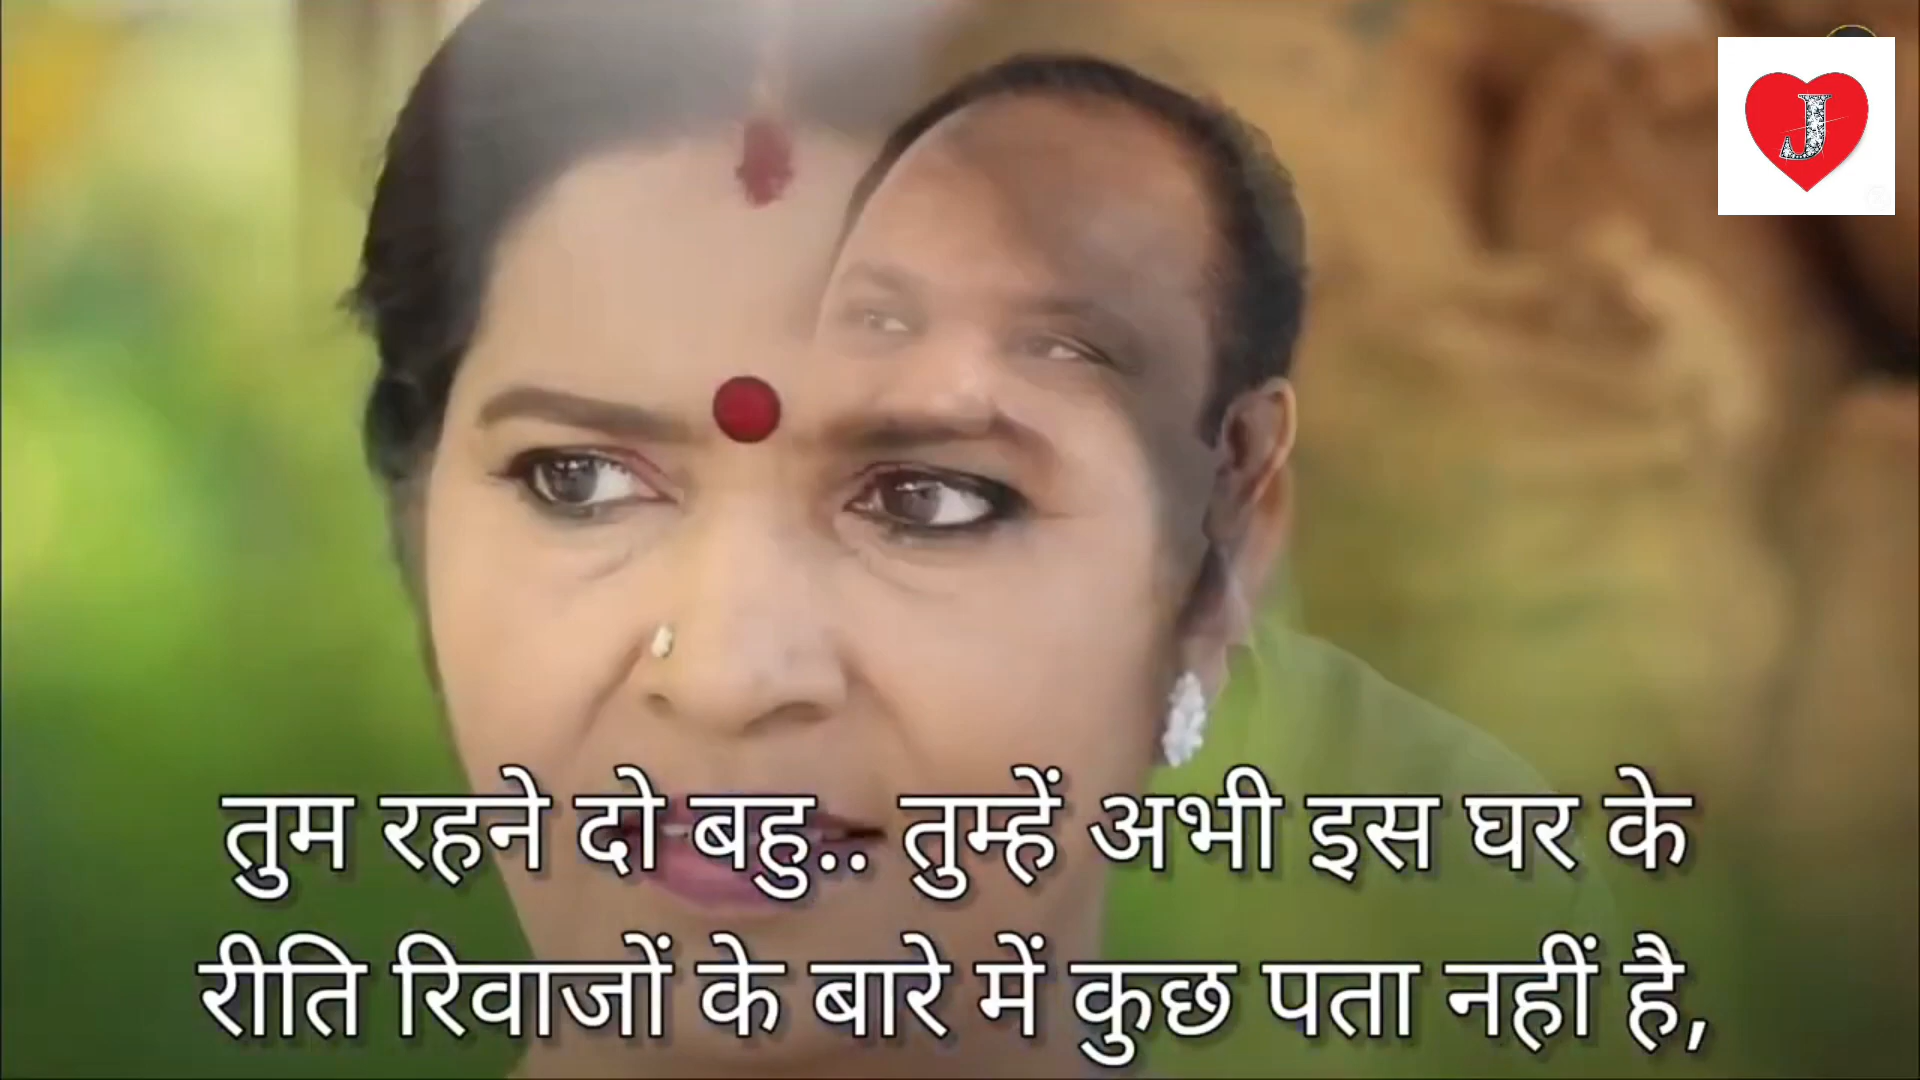 J
तुम रहने दो बहु.. तुम्हें अभी इस घर के
रीति रिवाजों के बारे में कुछ पता नहीं है,